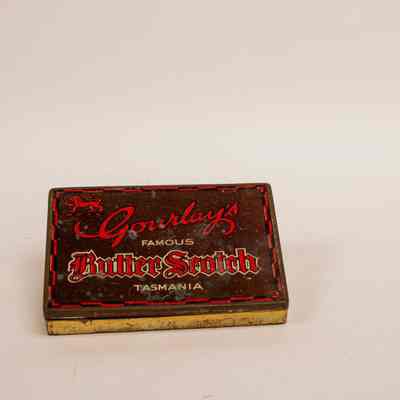 Gourlay's
FAMOUS
Butter Scotch
TASMANIA